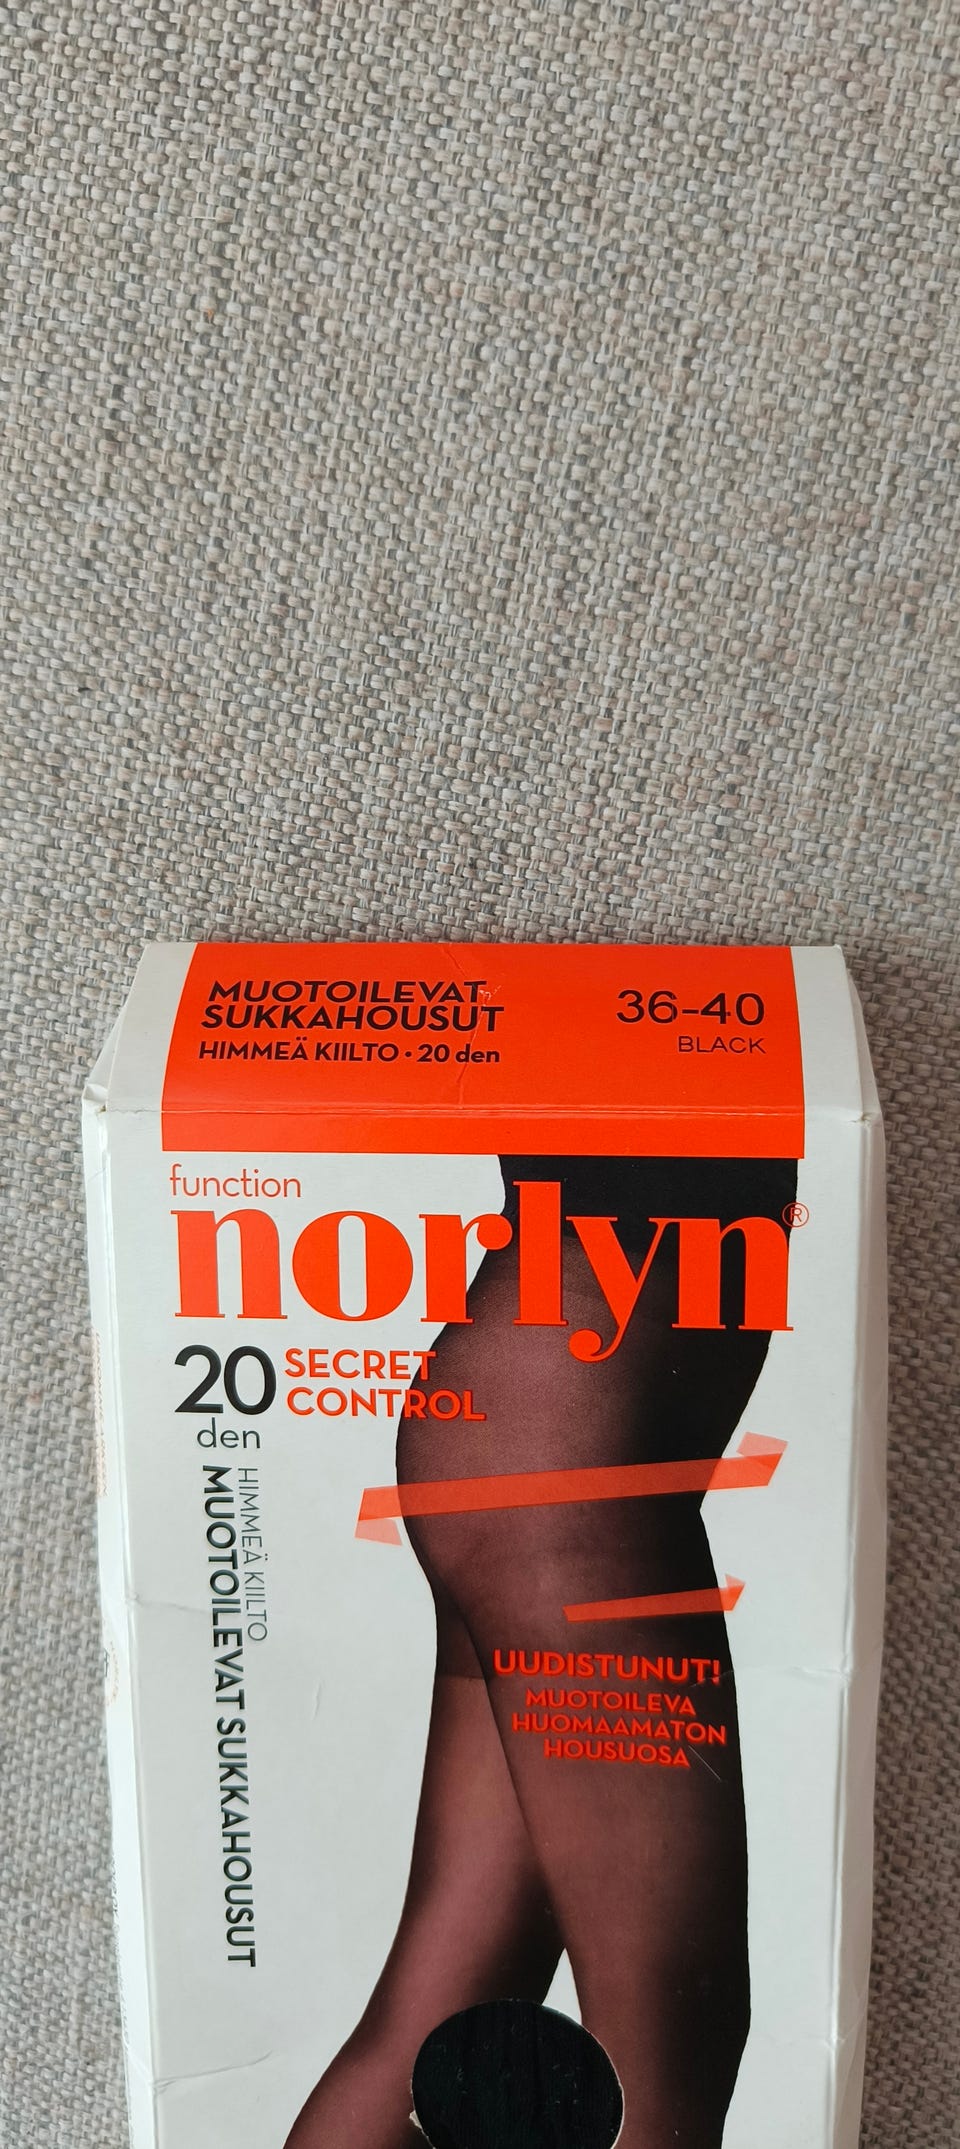 MUOTOILEVAT
SUKKAHOUSUT
HIMMEÄ KIILTO • 20 den
36-40
BLACK
function
norlyn®
20
den
SECRET
CONTROL
HIMMEÄ KIILTO
MUOTOILEVAT SUKKAHOUSUT
UUDISTUNUT!
MUOTOILEVA
HUOMAAMATON
HOUSUOSA